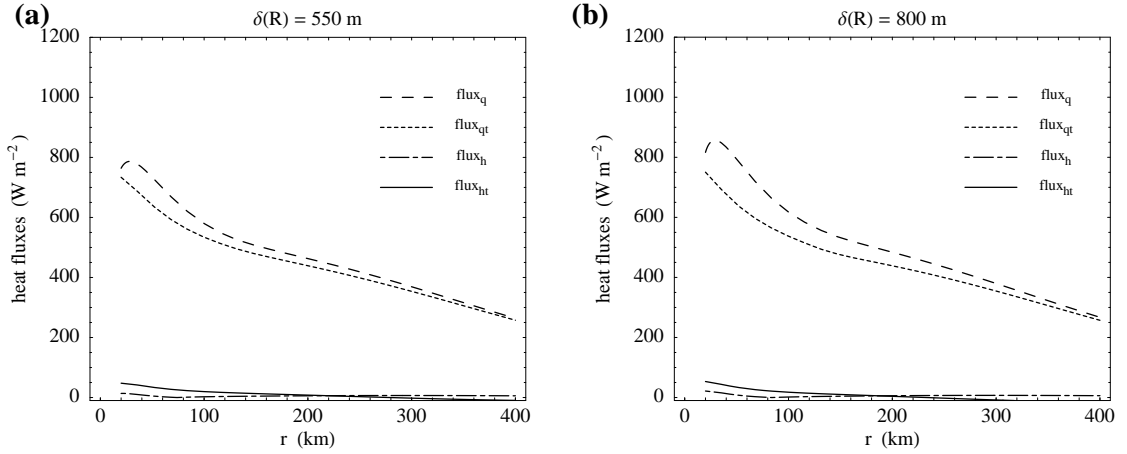 (a)
δ(R) = 550 m
1200
1000
800
600
400
200
0
heat fluxes (W m⁻²)
flux_q
flux_qt
flux_h
flux_ht
0 100 200 300 400
r (km)
(b)
δ(R) = 800 m
1200
1000
800
600
400
200
0
heat fluxes (W m⁻²)
flux_q
flux_qt
flux_h
flux_ht
0 100 200 300 400
r (km)